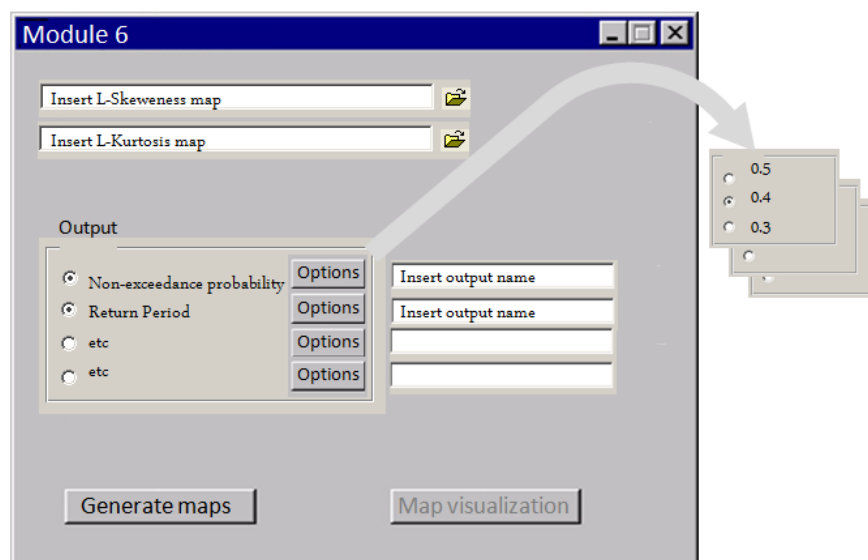 Module 6
Insert L-Skeweness map
Insert L-Kurtosis map
0.5
0.4
0.3
Output
Non-exceedance probability Options Insert output name
Return Period Options Insert output name
etc Options
etc Options
Generate maps Map visualization